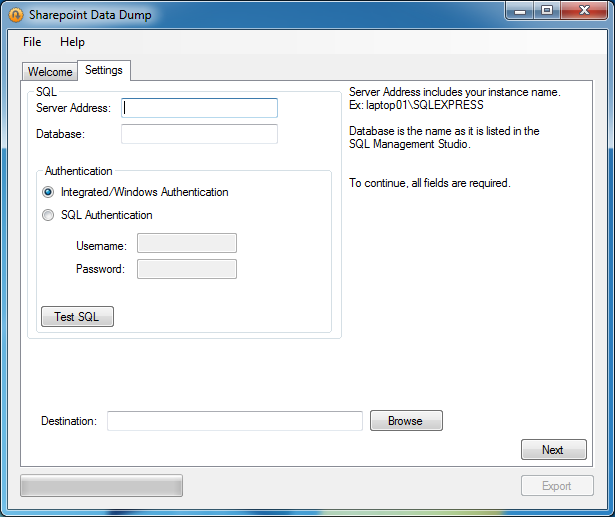 Sharepoint Data Dump
File Help
Welcome Settings
SQL
Server Address:
Database:
Server Address includes your instance name.
Ex: laptop01\SQLEXPRESS
Database is the name as it is listed in the
SQL Management Studio.
To continue, all fields are required.
Authentication
Integrated/Windows Authentication
SQL Authentication
Username:
Password:
Test SQL
Destination:
Browse
Next
Export